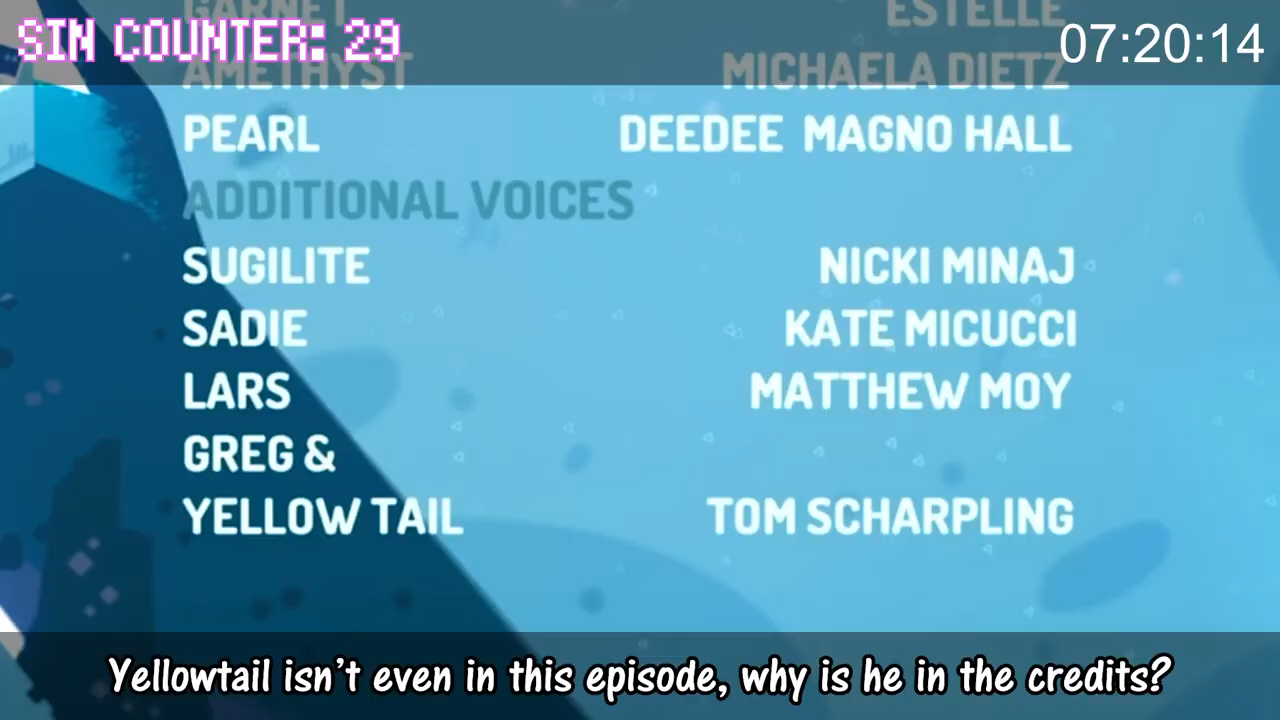 SIN COUNTER: 29
07:20:14
GARNET ESTELLE
AMETHYST MICHAELA DIETZ
PEARL DEEDEE MAGNO HALL
ADDITIONAL VOICES
SUGILITE NICKI MINAJ
SADIE KATE MICUCCI
LARS MATTHEW MOY
GREG &
YELLOW TAIL TOM SCHARPLING
Yellowtail isn't even in this episode, why is he in the credits?